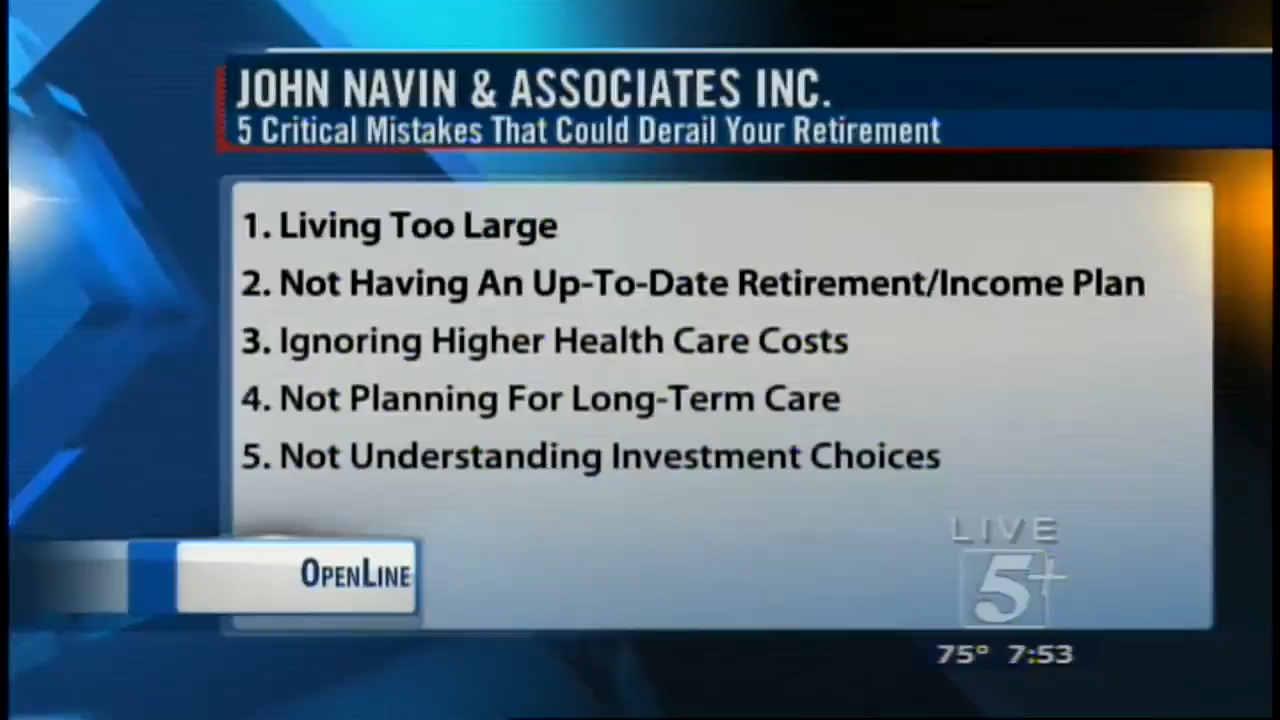 JOHN NAVIN & ASSOCIATES INC.
5 Critical Mistakes That Could Derail Your Retirement
1. Living Too Large
2. Not Having An Up-To-Date Retirement/Income Plan
3. Ignoring Higher Health Care Costs
4. Not Planning For Long-Term Care
5. Not Understanding Investment Choices
OPENLINE
LIVE
5+
75° 7:53